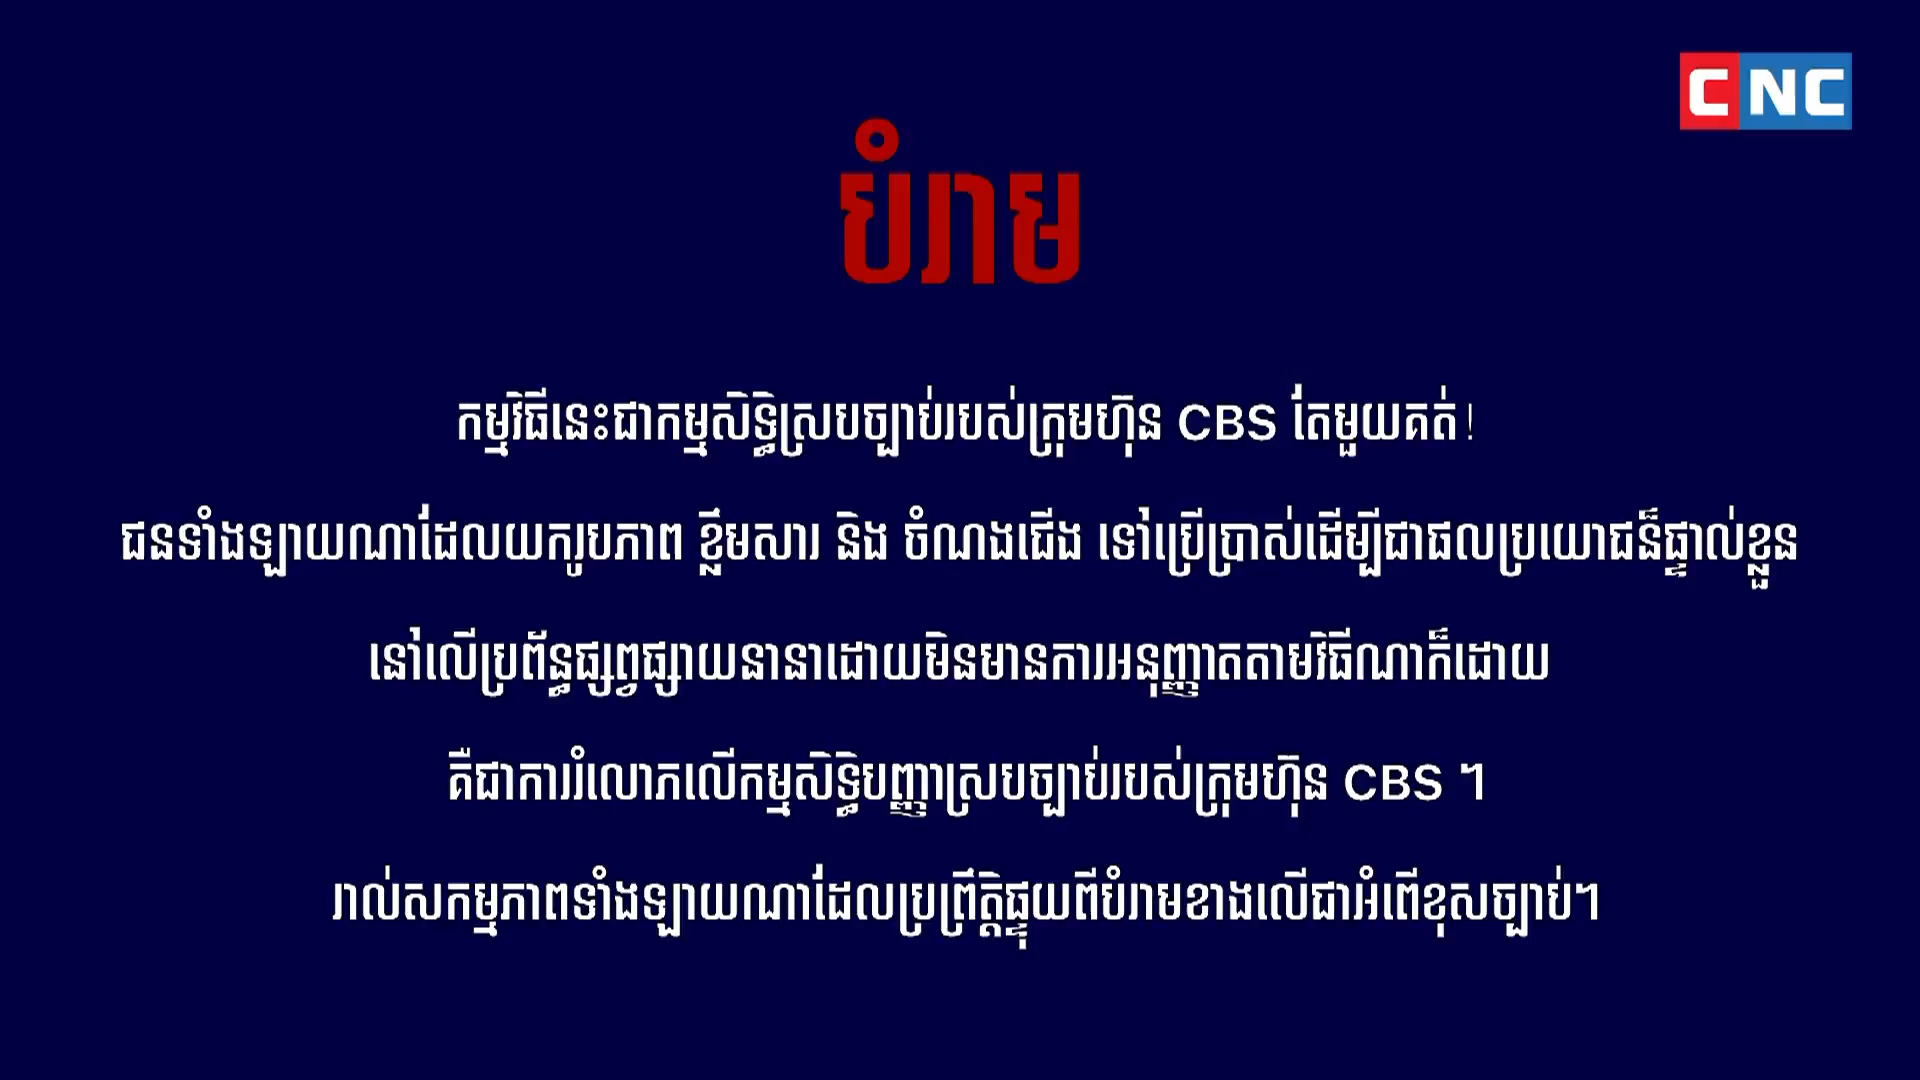 CNC
បំរាម
កម្មវិធីនេះជាកម្មសិទ្ធិស្របច្បាប់របស់ក្រុមហ៊ុន CBS តែមួយគត់!
ជនទាំងឡាយណាដែលយករូបភាព ខ្លឹមសារ និង ចំណងជើង ទៅប្រើប្រាស់ដើម្បីជាផលប្រយោជន៏ផ្ទាល់ខ្លួន
នៅលើប្រព័ន្ធផ្សព្វផ្សាយនានាដោយមិនមានការអនុញ្ញាតតាមវិធីណាក៏ដោយ
គឺជាការរំលោភលើកម្មសិទ្ធិបញ្ញាស្របច្បាប់របស់ក្រុមហ៊ុន CBS ។
រាល់សកម្មភាពទាំងឡាយណាដែលប្រព្រឹត្តិផ្ទុយពីបំរាមខាងលើជាអំពើខុសច្បាប់។